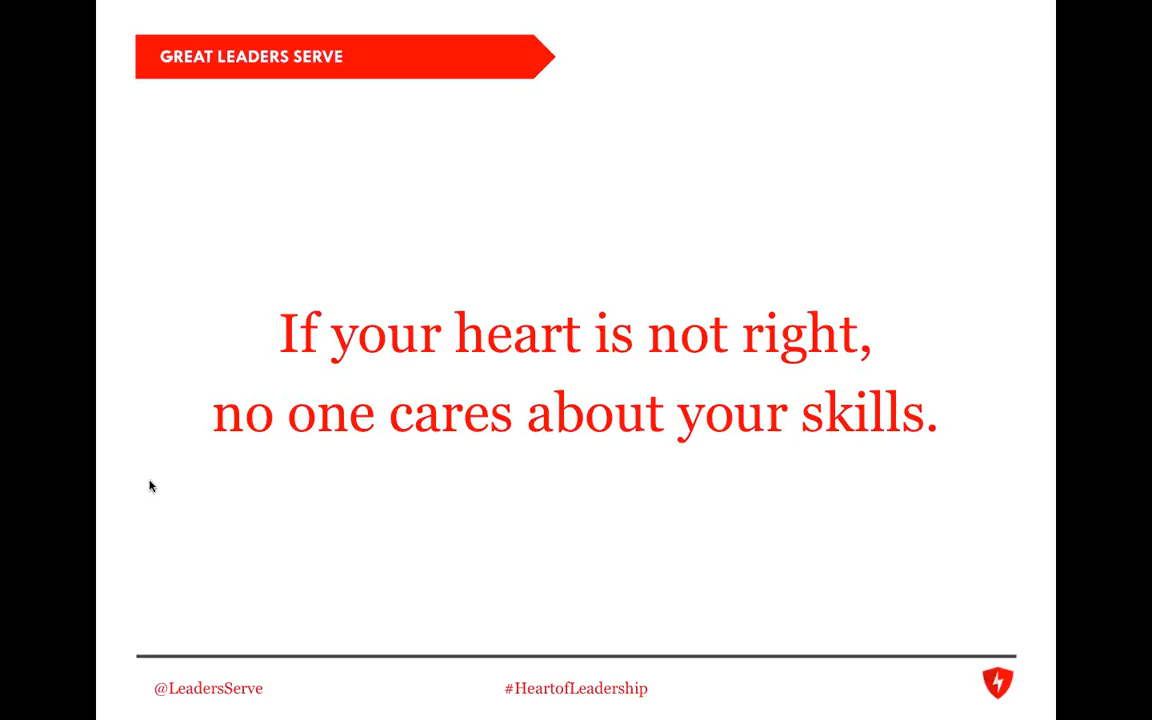 GREAT LEADERS SERVE
If your heart is not right,
no one cares about your skills.
@LeadersServe
#HeartofLeadership